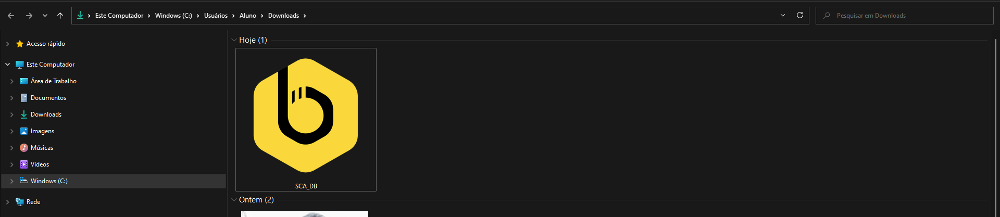 Este Computador > Windows (C:) > Usuários > Aluno > Downloads >
Pesquisar em Downloads
Acesso rápido
Este Computador
Área de Trabalho
Documentos
Downloads
Imagens
Músicas
Vídeos
Windows (C:)
Rede
Hoje (1)
SCA_DB
Ontem (2)